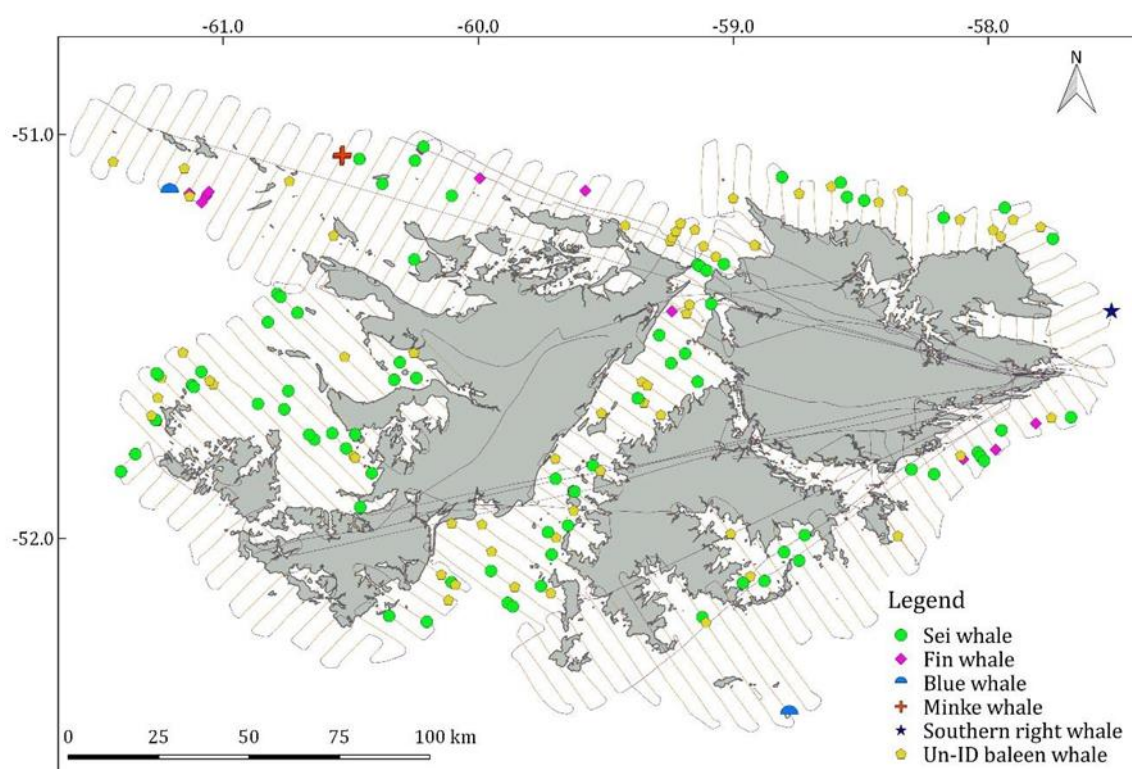 -61.0 -60.0 -59.0 -58.0
N
-51.0
-52.0
Legend
Sei whale
Fin whale
Blue whale
Minke whale
Southern right whale
Un-ID baleen whale
0 25 50 75 100 km